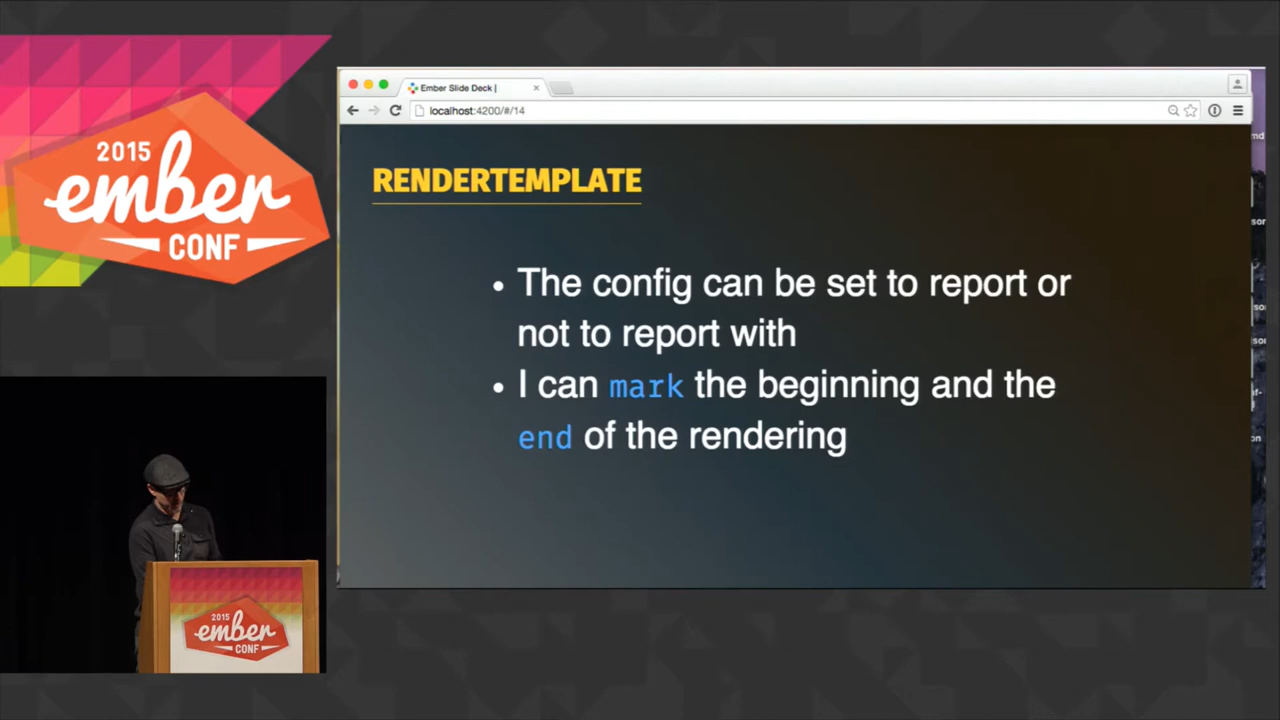 2015
ember
CONF
Ember Slide Deck |
localhost:4200/#/14
RENDERTEMPLATE
• The config can be set to report or
not to report with
• I can mark the beginning and the
end of the rendering
2015
ember
CONF